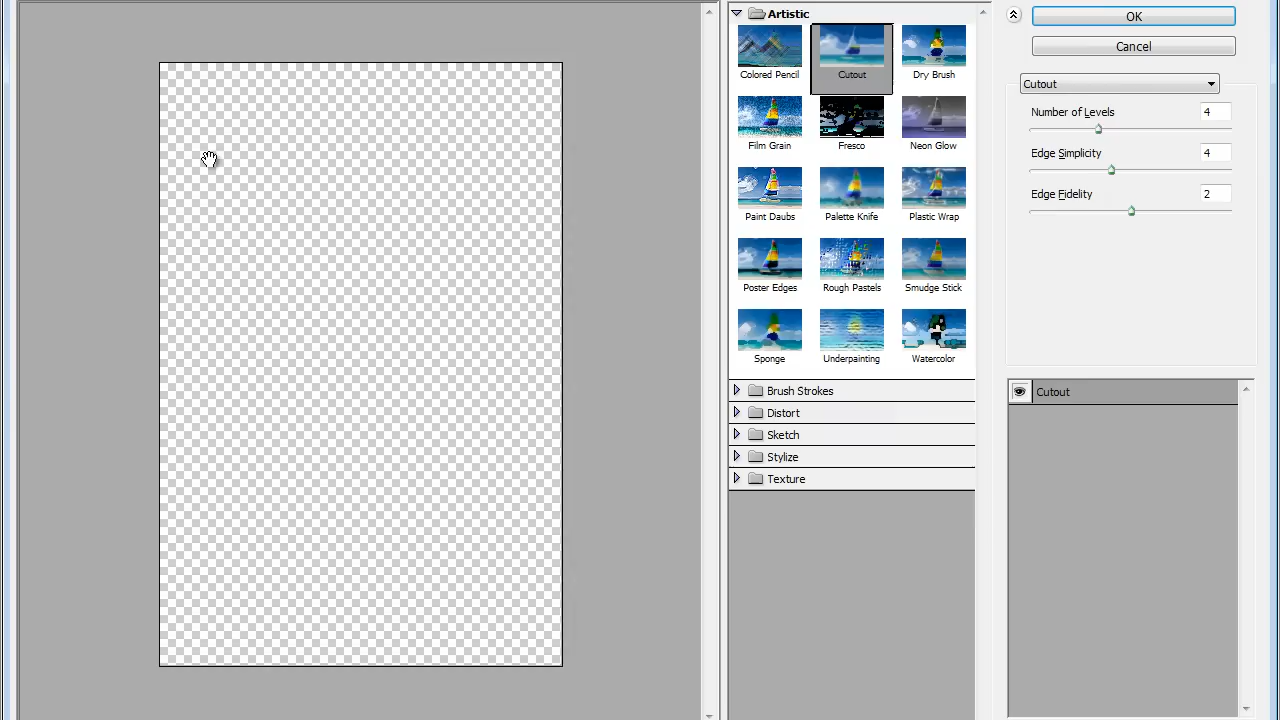 Artistic
Colored Pencil
Cutout
Dry Brush
Film Grain
Fresco
Neon Glow
Paint Daubs
Palette Knife
Plastic Wrap
Poster Edges
Rough Pastels
Smudge Stick
Sponge
Underpainting
Watercolor
Brush Strokes
Distort
Sketch
Stylize
Texture
OK
Cancel
Cutout
Number of Levels 4
Edge Simplicity 4
Edge Fidelity 2
Cutout